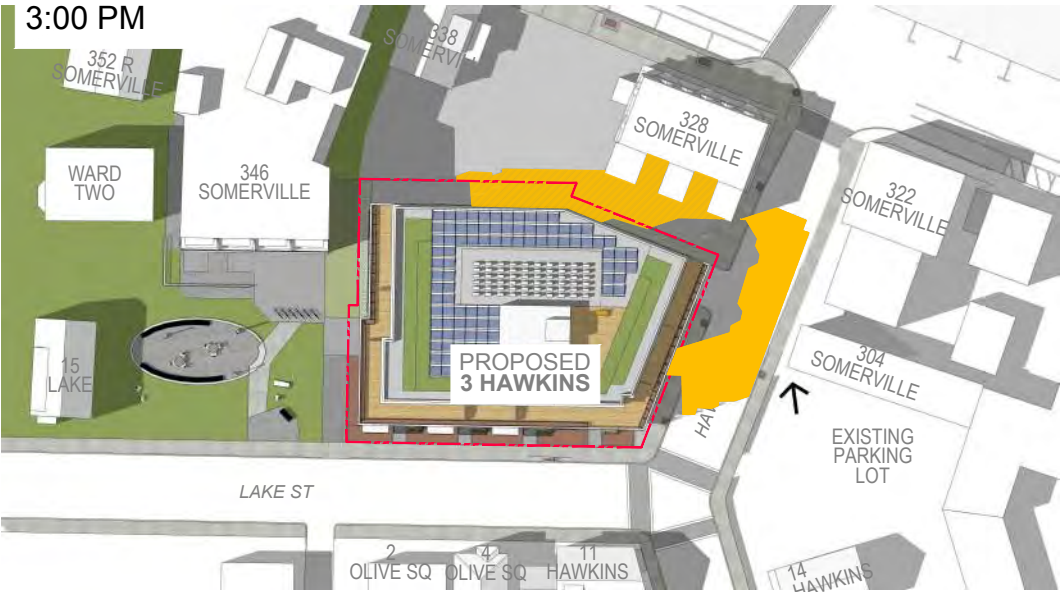 3:00 PM
352 R
SOMERVILLE
338
SOMERVI
WARD
TWO
346
SOMERVILLE
328
SOMERVILLE
322
SOMERVILLE
15
LAKE
PROPOSED
3 HAWKINS
304
SOMERVILLE
HAW
EXISTING
PARKING
LOT
LAKE ST
2
OLIVE SQ
4
OLIVE SQ
11
HAWKINS
14
HAWKINS